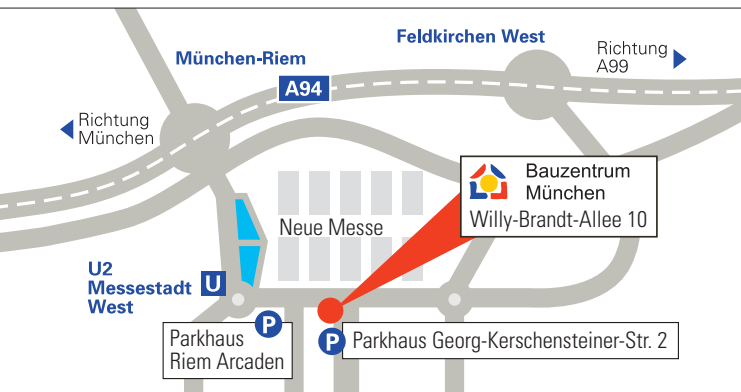 Feldkirchen West
Richtung
A99
München-Riem
A94
Richtung
München
Bauzentrum
München
Willy-Brandt-Allee 10
Neue Messe
U2
Messestadt
West
U
P
Parkhaus
Riem Arcaden
P
Parkhaus Georg-Kerschensteiner-Str. 2